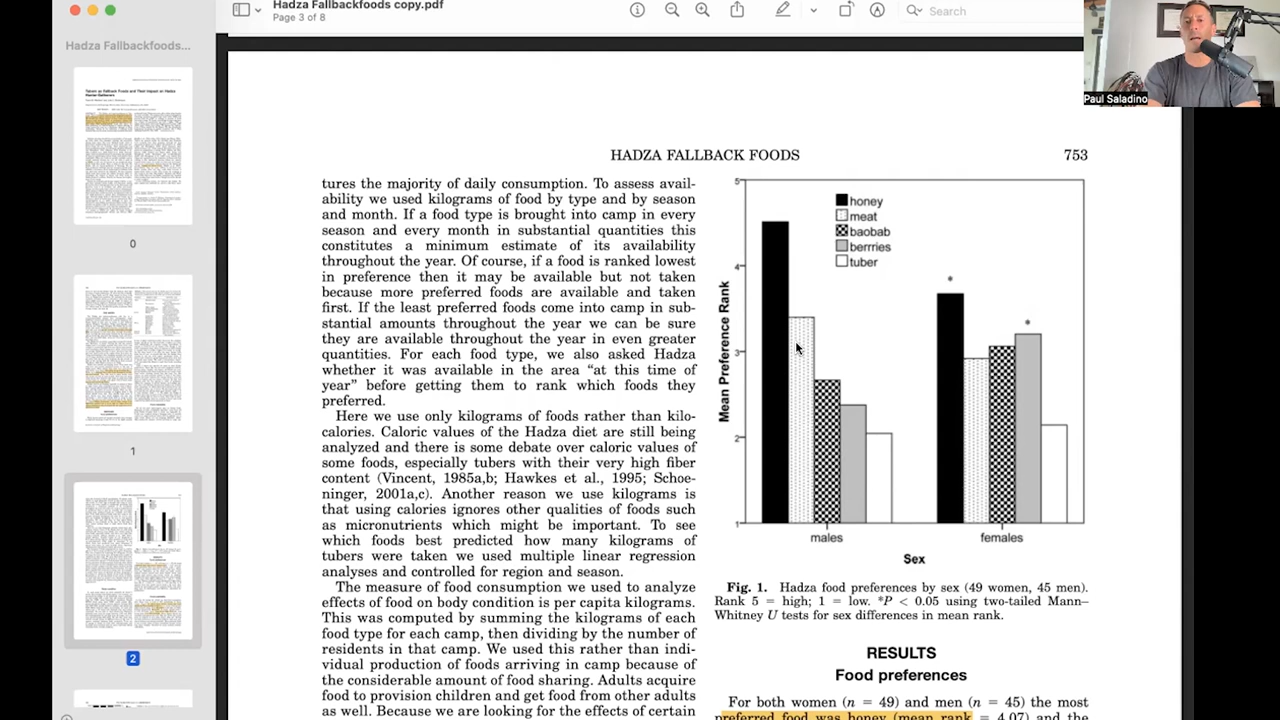 Hadza Fallbackfoods copy.pdf
Page 3 of 8
Search
Paul Saladino
Hadza Fallbackfoods...
0
1
2
HADZA FALLBACK FOODS
753
tures the majority of daily consumption. To assess avail-
ability we used kilograms of food by type and by season
and month. If a food type is brought into camp in every
season and every month in substantial quantities this
constitutes a minimum estimate of its availability
throughout the year. Of course, if a food is ranked lowest
in preference then it may be available but not taken
because more preferred foods are available and taken
first. If the least preferred foods come into camp in sub-
stantial amounts throughout the year we can be sure
they are available throughout the year in even greater
quantities. For each food type, we also asked Hadza
whether it was available in the area “at this time of
year” before getting them to rank which foods they
preferred.
Here we use only kilograms of foods rather than kilo-
calories. Caloric values of the Hadza diet are still being
analyzed and there is some debate over caloric values of
some foods, especially tubers with their very high fiber
content (Vincent, 1985a,b; Hawkes et al., 1995; Schoe-
ninger, 2001a,c). Another reason we use kilograms is
that using calories ignores other qualities of foods such
as micronutrients which might be important. To see
which foods best predicted how many kilograms of
tubers were taken we used multiple linear regression
analyses and controlled for region and season.
The measure of food consumption we used to analyze
effects of food on body condition is per capita kilograms.
This was computed by summing the kilograms of each
food type for each camp, then dividing by the number of
residents in that camp. We used this rather than indi-
vidual production of foods arriving in camp because of
the considerable amount of food sharing. Adults acquire
food to provision children and get food from other adults
as well. Because we are looking for the effects of certain
5
4
3
2
1
Mean Preference Rank
honey
meat
baobab
berrries
tuber
*
*
males
females
Sex
Fig. 1. Hadza food preferences by sex (49 women, 45 men).
Rank 5 = high; 1 = low. *P < 0.05 using two-tailed Mann–
Whitney U tests for sex differences in mean rank.
RESULTS
Food preferences
For both women (n = 49) and men (n = 45) the most
preferred food was honey (mean rank = 4.07) and the